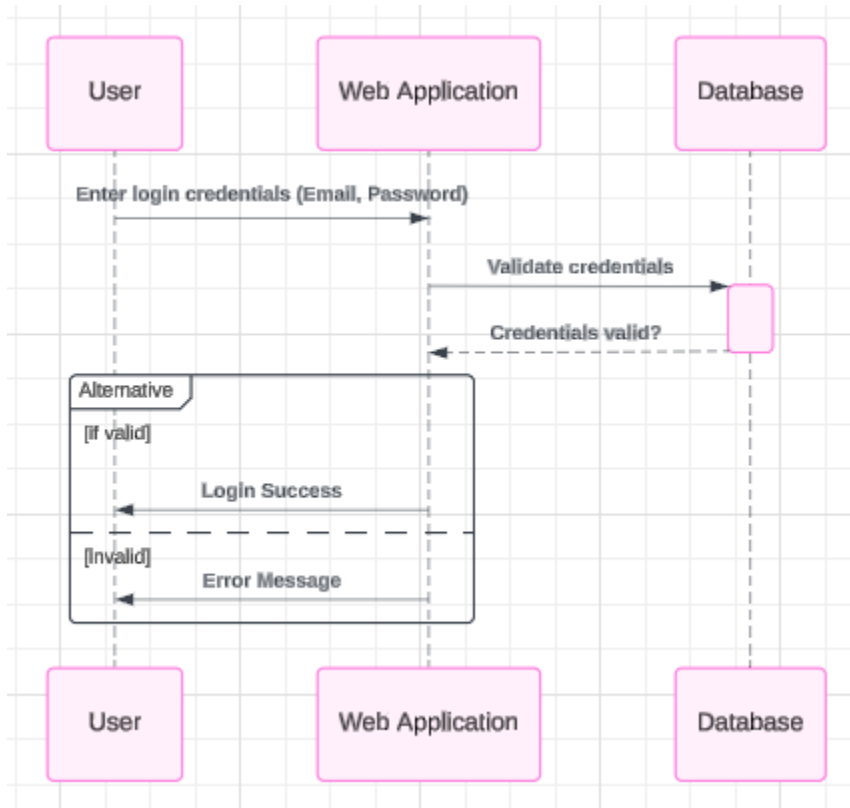 User
Web Application
Database
Enter login credentials (Email, Password)
Validate credentials
Credentials valid?
Alternative
[if valid]
Login Success
[Invalid]
Error Message
User
Web Application
Database